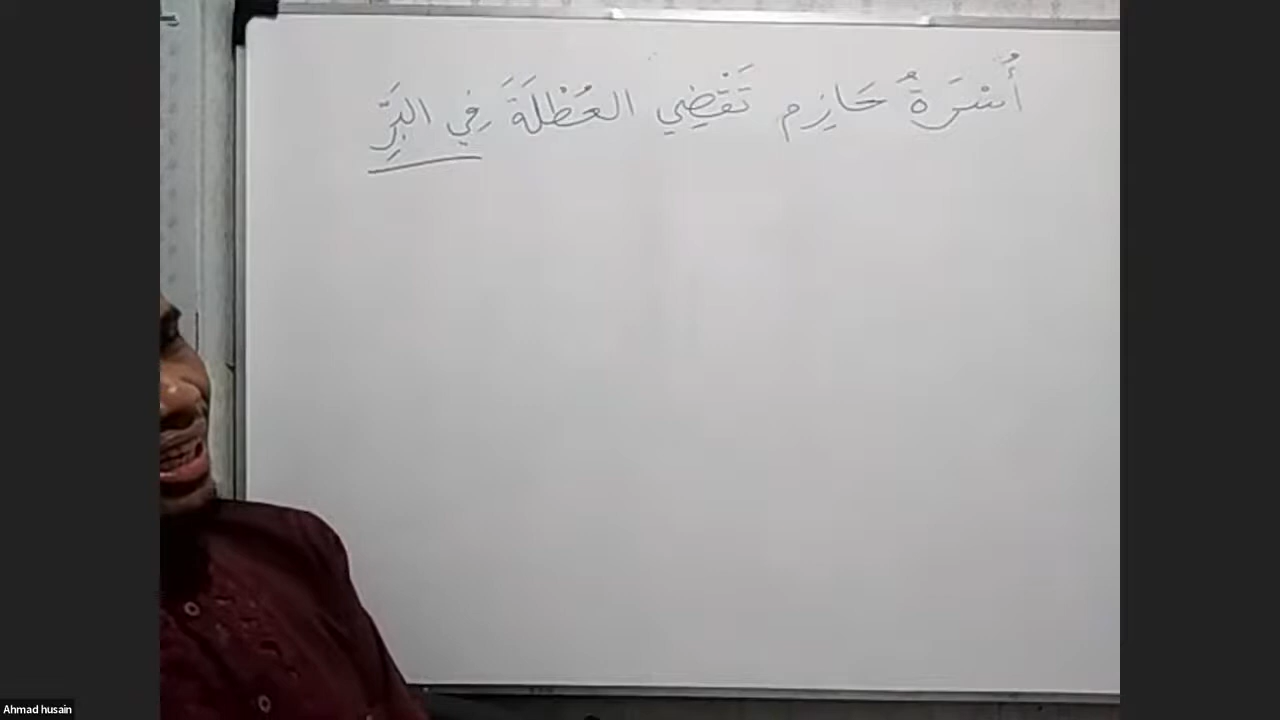 أُسْرَةُ حَازِم تَقْضِي العُطْلَةَ فِي البَرِّ
Ahmad husain